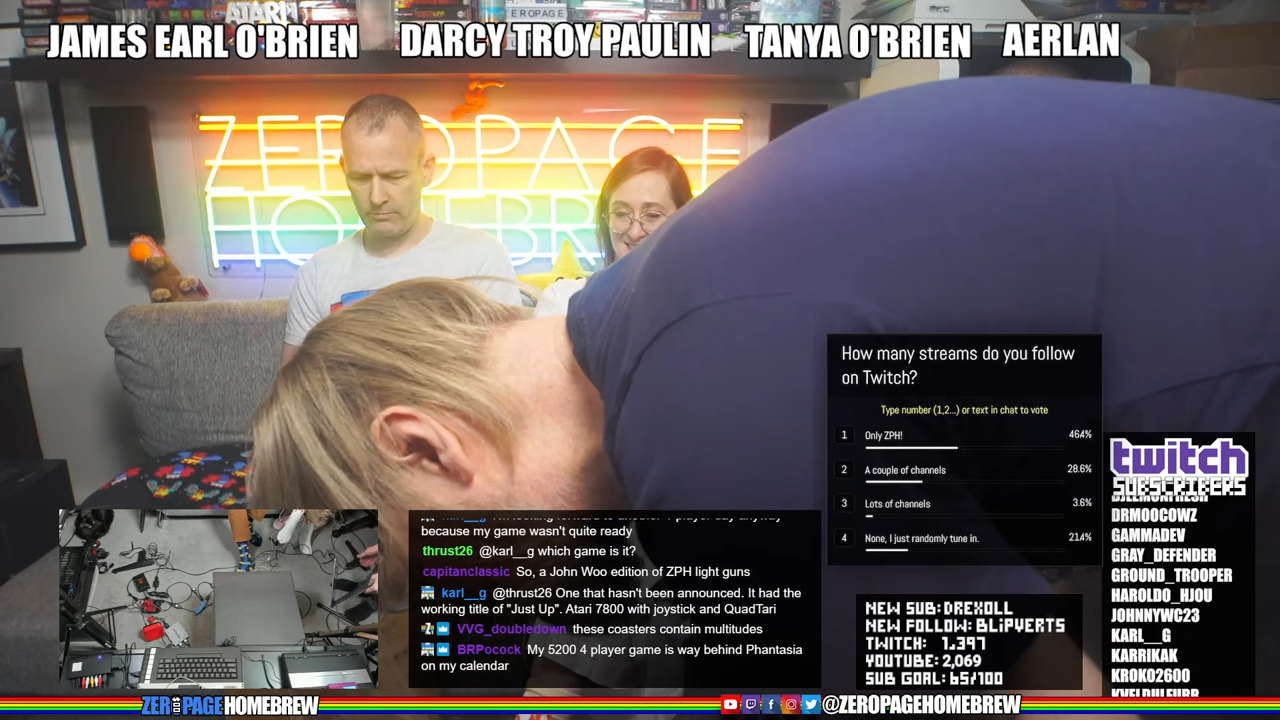 ATARI
ZEROPAGE
JAMES EARL O'BRIEN DARCY TROY PAULIN TANYA O'BRIEN AERLAN
ZEROPAGE
HOMEBR
How many streams do you follow
on Twitch?
Type number (1,2...) or text in chat to vote
1 Only ZPH! 46.4%
2 A couple of channels 28.6%
3 Lots of channels 3.6%
4 None, I just randomly tune in. 21.4%
because my game wasn't quite ready
thrust26 @karl__g which game is it?
capitanclassic So, a John Woo edition of ZPH light guns
karl__g @thrust26 One that hasn't been announced. It had the
working title of "Just Up". Atari 7800 with joystick and QuadTari
VVG_doubledown these coasters contain multitudes
BRPocock My 5200 4 player game is way behind Phantasia
on my calendar
NEW SUB: DREXOLL
NEW FOLLOW: BLIPVERTS
TWITCH: 1,397
YOUTUBE: 2,069
SUB GOAL: 65/100
twitch
SUBSCRIBERS
DRMOOCOWZ
GAMMADEV
GRAY_DEFENDER
GROUND_TROOPER
HAROLDO_HJOU
JOHNNYWC23
KARL__G
KARRIKAK
KROKO2600
ZEROPAGEHOMEBREW
@ZEROPAGEHOMEBREW